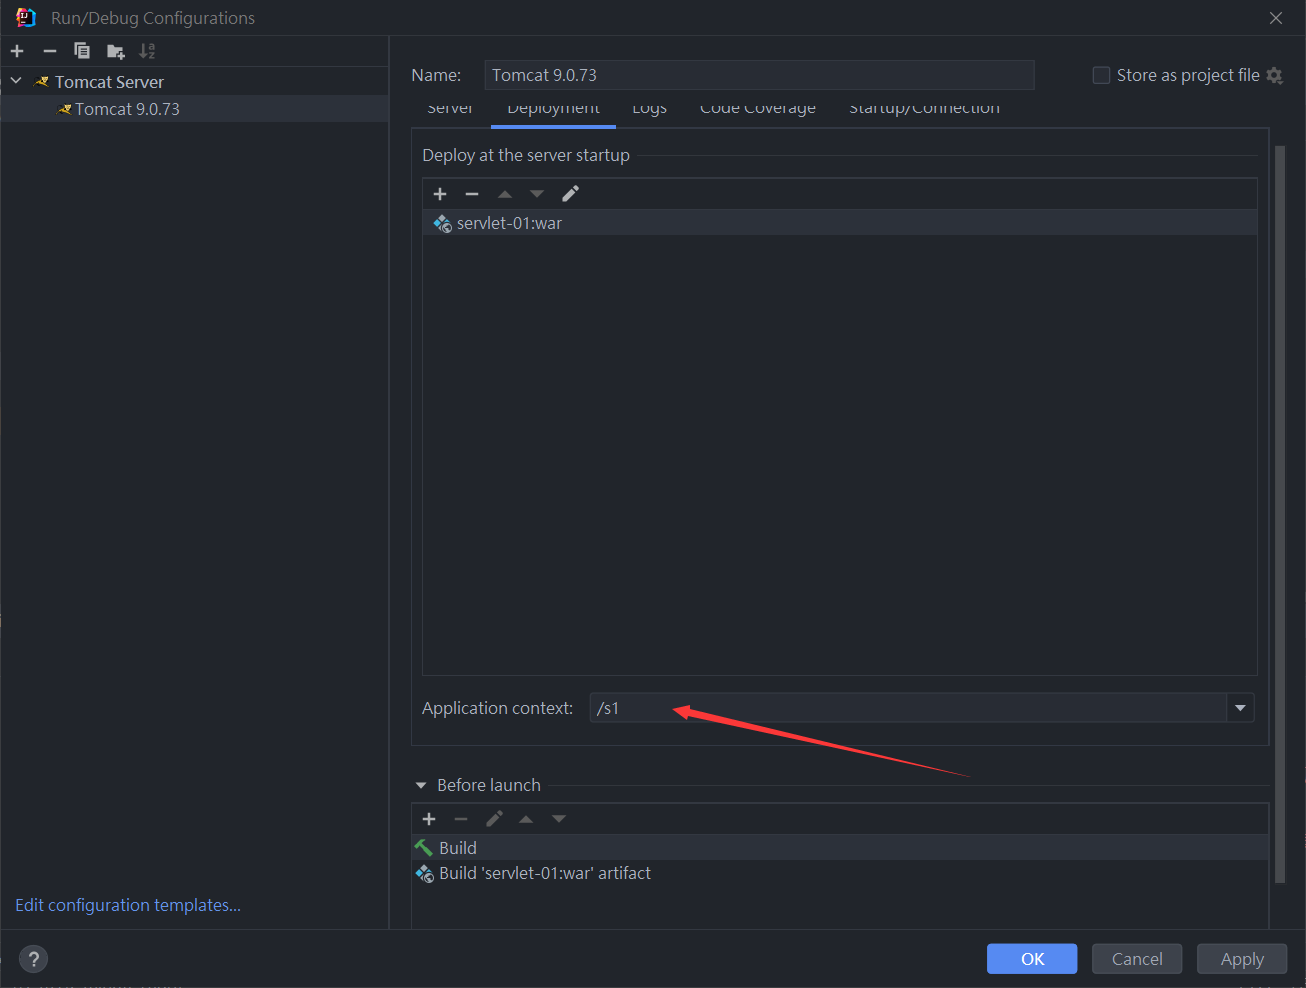 Run/Debug Configurations
Name: Tomcat 9.0.73 Store as project file
Tomcat Server
Tomcat 9.0.73
Server Deployment Logs Code Coverage Startup/Connection
Deploy at the server startup
servlet-01:war
Application context: /s1
Before launch
Build
Build 'servlet-01:war' artifact
Edit configuration templates...
? OK Cancel Apply